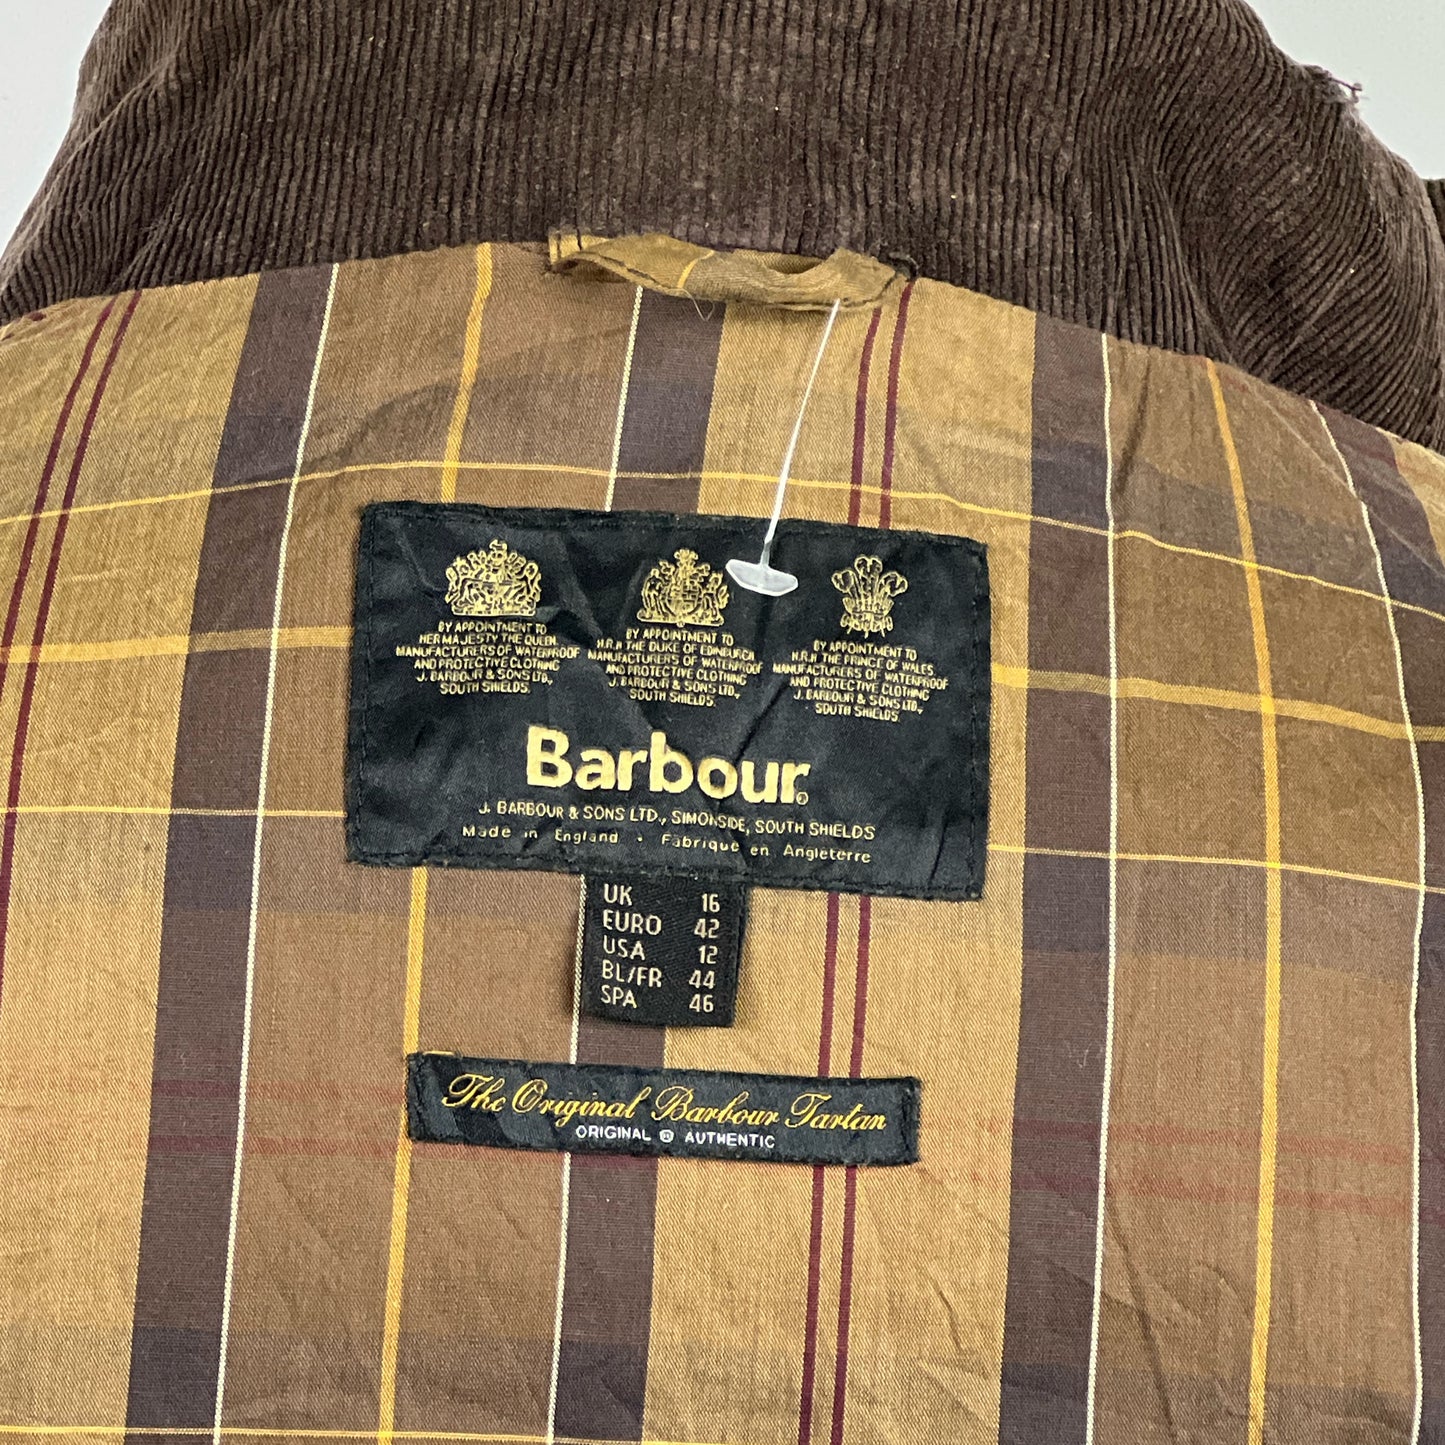 BY APPOINTMENT TO
HER MAJESTY THE QUEEN
MANUFACTURERS OF WATERPROOF
AND PROTECTIVE CLOTHING
J. BARBOUR & SONS LTD.,
SOUTH SHIELDS.
BY APPOINTMENT TO
H.R.H THE DUKE OF EDINBURGH
MANUFACTURERS OF WATERPROOF
AND PROTECTIVE CLOTHING
J. BARBOUR & SONS LTD.,
SOUTH SHIELDS.
BY APPOINTMENT TO
H.R.H THE PRINCE OF WALES
MANUFACTURERS OF WATERPROOF
AND PROTECTIVE CLOTHING
J. BARBOUR & SONS LTD.,
SOUTH SHIELDS.
Barbour®
J. BARBOUR & SONS LTD., SIMONSIDE, SOUTH SHIELDS
Made in England • Fabriqué en Angleterre
UK 16
EURO 42
USA 12
BL/FR 44
SPA 46
The Original Barbour Tartan
ORIGINAL ® AUTHENTIC